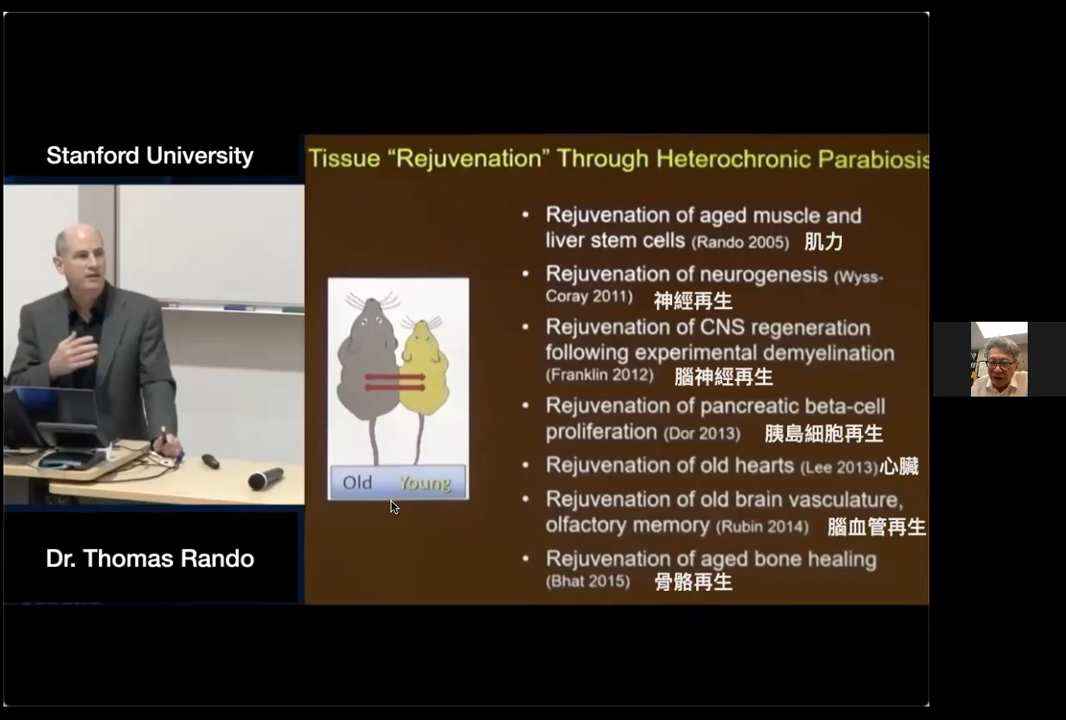 Stanford University
Tissue “Rejuvenation” Through Heterochronic Parabiosis
• Rejuvenation of aged muscle and
liver stem cells (Rando 2005) 肌力
• Rejuvenation of neurogenesis (Wyss-
Coray 2011) 神經再生
• Rejuvenation of CNS regeneration
following experimental demyelination
(Franklin 2012) 腦神經再生
• Rejuvenation of pancreatic beta-cell
proliferation (Dor 2013) 胰島細胞再生
• Rejuvenation of old hearts (Lee 2013)心臟
• Rejuvenation of old brain vasculature,
olfactory memory (Rubin 2014) 腦血管再生
• Rejuvenation of aged bone healing
(Bhat 2015) 骨骼再生
Old Young
Dr. Thomas Rando